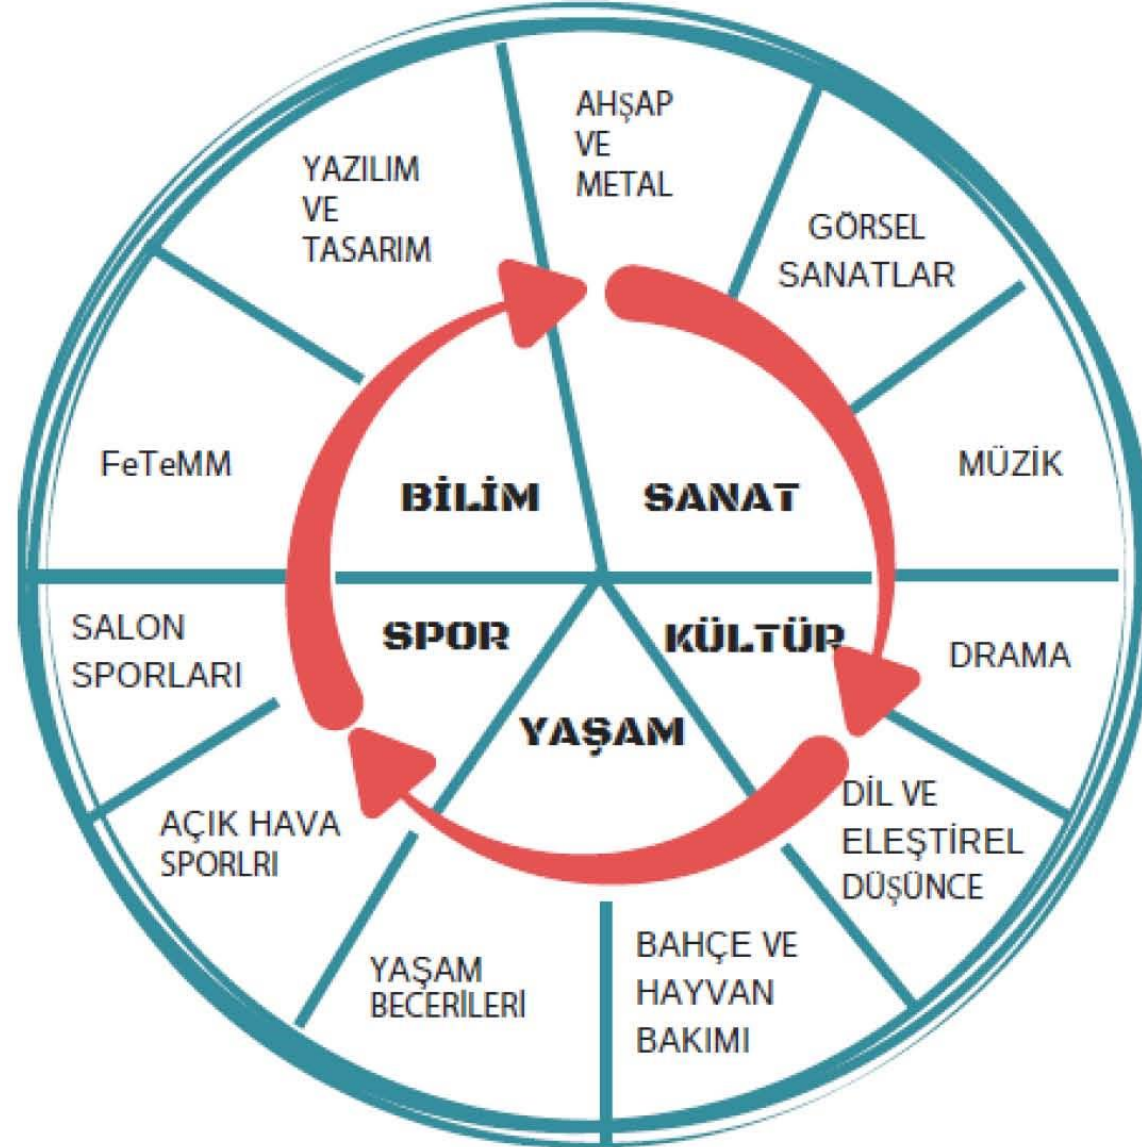 AHŞAP
VE
METAL
YAZILIM
VE
TASARIM
GÖRSEL
SANATLAR
FeTeMM
MÜZİK
BİLİM
SANAT
SALON
SPORLARI
SPOR
KÜLTÜR
DRAMA
YAŞAM
AÇIK HAVA
SPORLRI
DİL VE
ELEŞTİREL
DÜŞÜNCE
YAŞAM
BECERİLERİ
BAHÇE VE
HAYVAN
BAKIMI